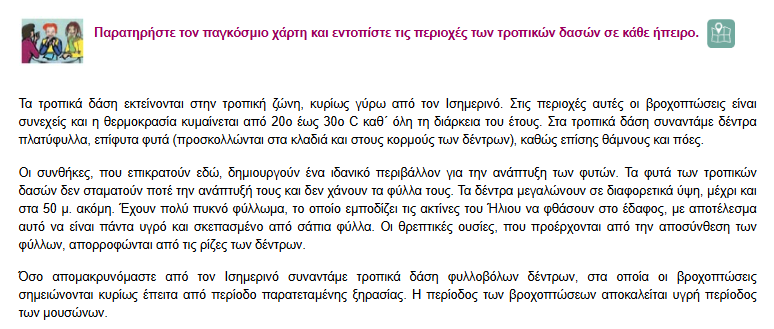 Παρατηρήστε τον παγκόσμιο χάρτη και εντοπίστε τις περιοχές των τροπικών δασών σε κάθε ήπειρο.
Τα τροπικά δάση εκτείνονται στην τροπική ζώνη, κυρίως γύρω από τον Ισημερινό. Στις περιοχές αυτές οι βροχοπτώσεις είναι
συνεχείς και η θερμοκρασία κυμαίνεται από 20ο έως 30ο C καθ΄ όλη τη διάρκεια του έτους. Στα τροπικά δάση συναντάμε δέντρα
πλατύφυλλα, επίφυτα φυτά (προσκολλώνται στα κλαδιά και στους κορμούς των δέντρων), καθώς επίσης θάμνους και πόες.
Οι συνθήκες, που επικρατούν εδώ, δημιουργούν ένα ιδανικό περιβάλλον για την ανάπτυξη των φυτών. Τα φυτά των τροπικών
δασών δεν σταματούν ποτέ την ανάπτυξή τους και δεν χάνουν τα φύλλα τους. Τα δέντρα μεγαλώνουν σε διαφορετικά ύψη, μέχρι και
στα 50 μ. ακόμη. Έχουν πολύ πυκνό φύλλωμα, το οποίο εμποδίζει τις ακτίνες του Ήλιου να φθάσουν στο έδαφος, με αποτέλεσμα
αυτό να είναι πάντα υγρό και σκεπασμένο από σάπια φύλλα. Οι θρεπτικές ουσίες, που προέρχονται από την αποσύνθεση των
φύλλων, απορροφώνται από τις ρίζες των δέντρων.
Όσο απομακρυνόμαστε από τον Ισημερινό συναντάμε τροπικά δάση φυλλοβόλων δέντρων, στα οποία οι βροχοπτώσεις
σημειώνονται κυρίως έπειτα από περίοδο παρατεταμένης ξηρασίας. Η περίοδος των βροχοπτώσεων αποκαλείται υγρή περίοδος
των μουσώνων.